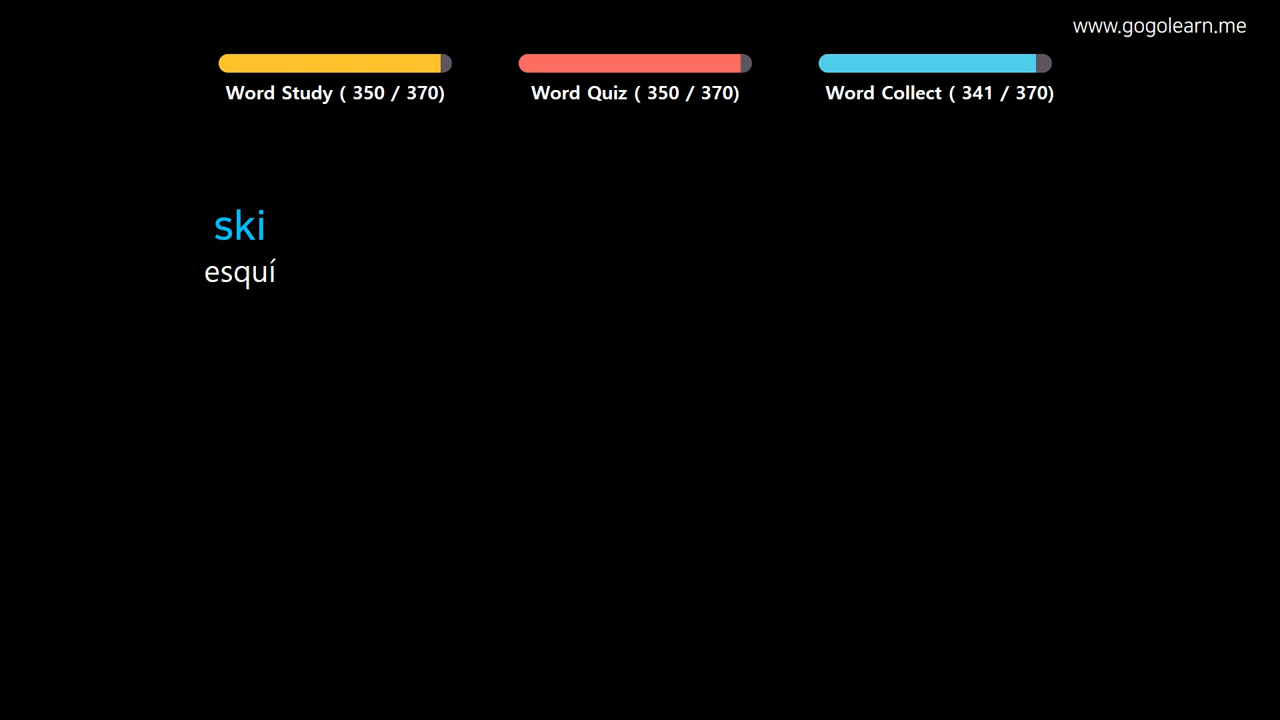 www.gogolearn.me
Word Study ( 350 / 370)
Word Quiz ( 350 / 370)
Word Collect ( 341 / 370)
ski
esquí